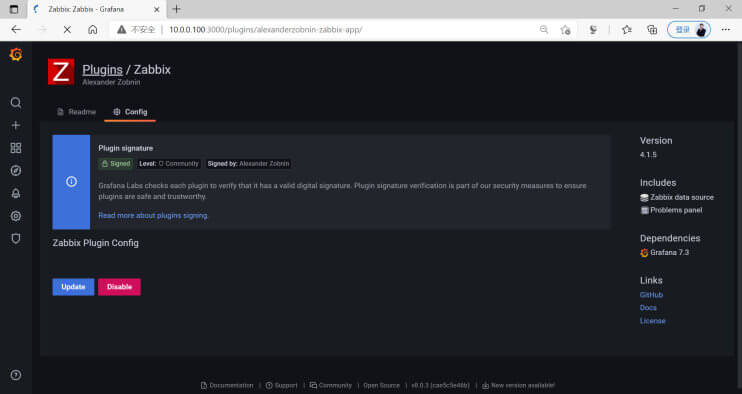 Zabbix: Zabbix - Grafana
不安全 | 10.0.0.100:3000/plugins/alexanderzobnin-zabbix-app/
登录
Plugins / Zabbix
Alexander Zobnin
Readme
Config
Plugin signature
Signed
Level: Community
Signed by: Alexander Zobnin
Grafana Labs checks each plugin to verify that it has a valid digital signature. Plugin signature verification is part of our security measures to ensure
plugins are safe and trustworthy.
Read more about plugins signing.
Zabbix Plugin Config
Update
Disable
Version
4.1.5
Includes
Zabbix data source
Problems panel
Dependencies
Grafana 7.3
Links
GitHub
Docs
License
Documentation | Support | Community | Open Source | v8.0.3 (cae5c5e46b) | New version available!